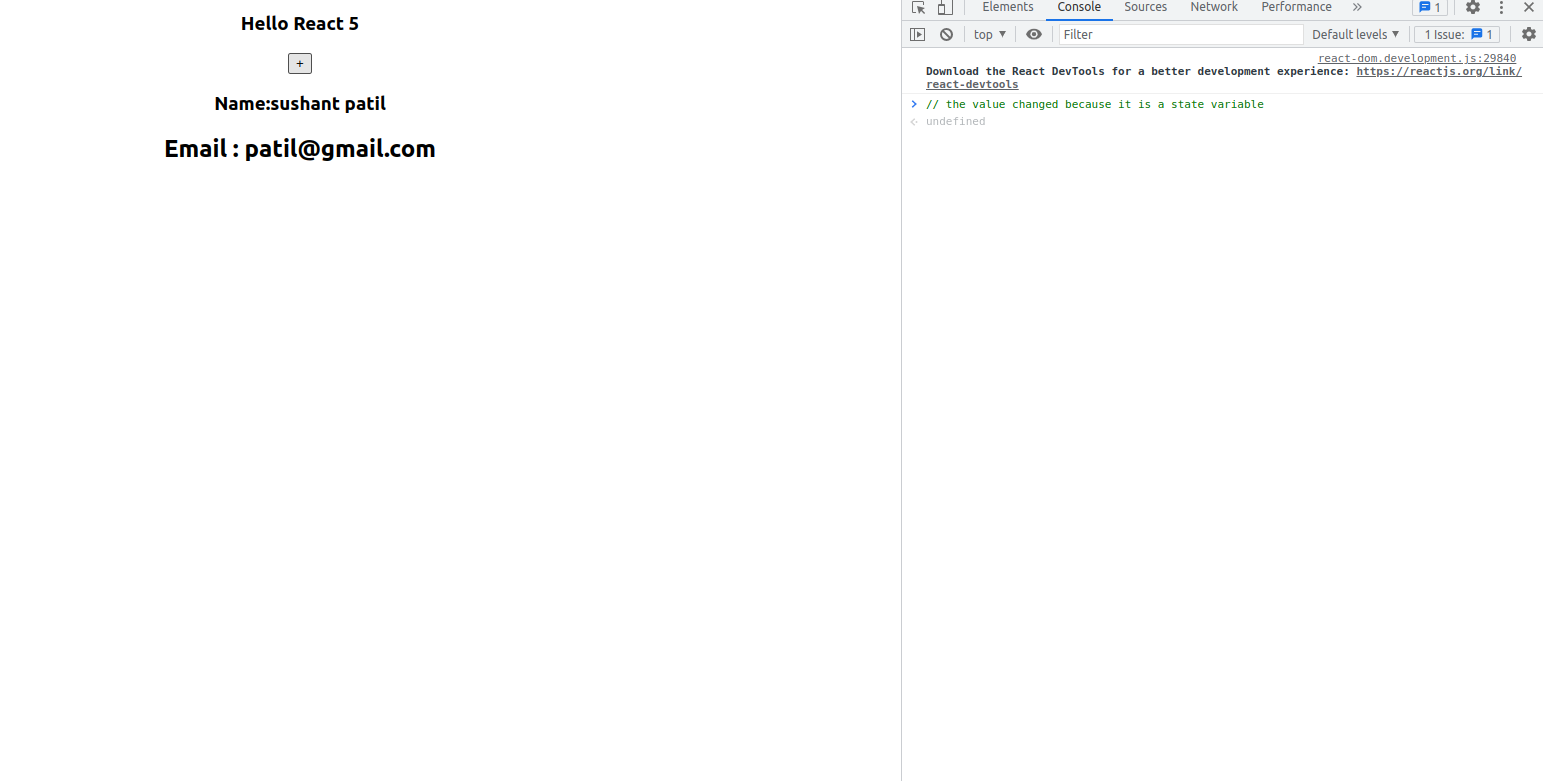 Hello React 5
+
Name:sushant patil
Email : patil@gmail.com
Elements Console Sources Network Performance » 1
top ▼ Filter Default levels ▼ 1 Issue: 1
react-dom.development.js:29840
Download the React DevTools for a better development experience: https://reactjs.org/link/
react-devtools
> // the value changed because it is a state variable
undefined